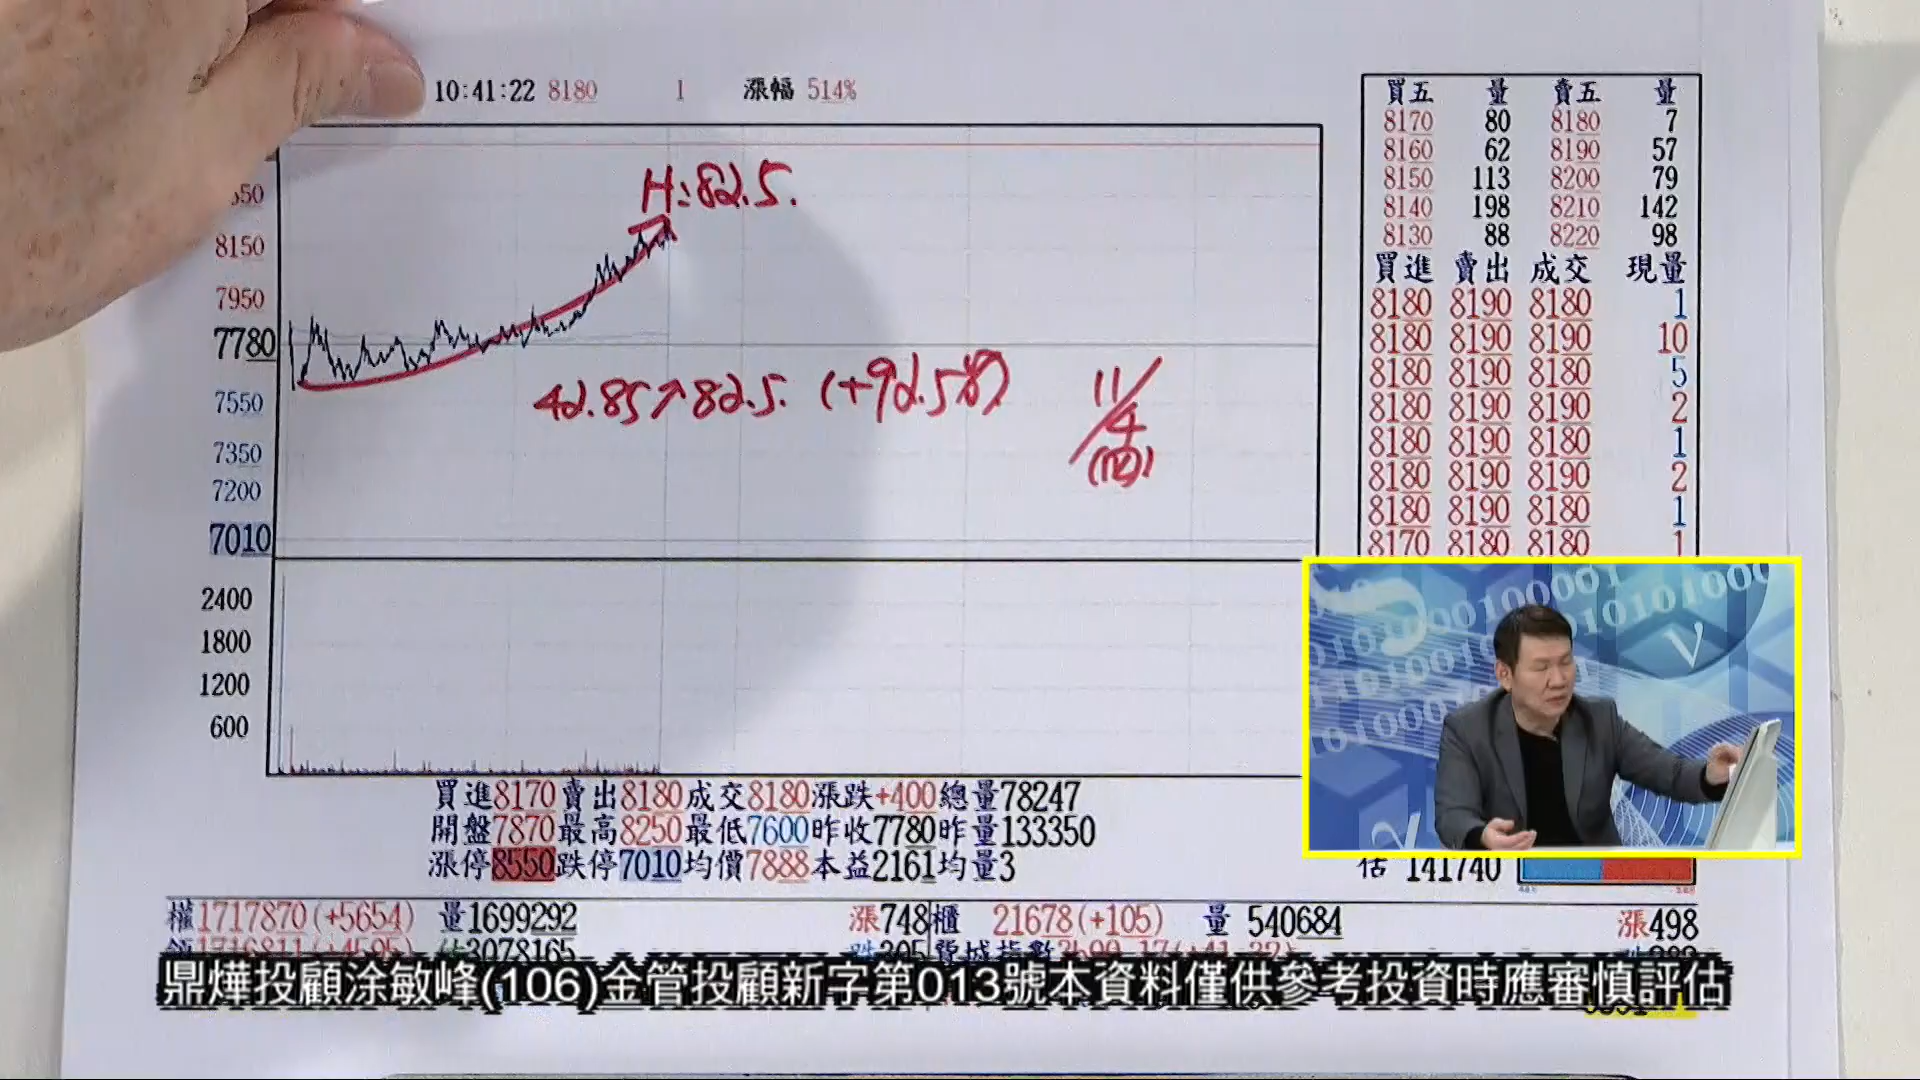 10:41:22 8180 1 漲幅 514%
8150
7950
7780
7550
7350
7200
7010
2400
1800
1200
600
H:82.5.
42.85↗82.5. (+92.5%)
11/4
(四)
買五 量 賣五 量
8170 80 8180 7
8160 62 8190 57
8150 113 8200 79
8140 198 8210 142
8130 88 8220 98
買進 賣出 成交 現量
8180 8190 8180 1
8180 8190 8190 10
8180 8190 8180 5
8180 8190 8190 2
8180 8190 8180 1
8180 8190 8190 2
8180 8190 8180 1
8170 8180 8180 1
買進8170賣出8180成交8180漲跌+400總量78247
開盤7870最高8250最低7600昨收7780昨量133350
漲停8550跌停7010均價7888本益2161均量3
估 141740
權1717870(+5654) 量1699292 漲748櫃 21678(+105) 量 540684 漲498
鼎燁投顧涂敏峰(106)金管投顧新字第013號本資料僅供參考投資時應審慎評估